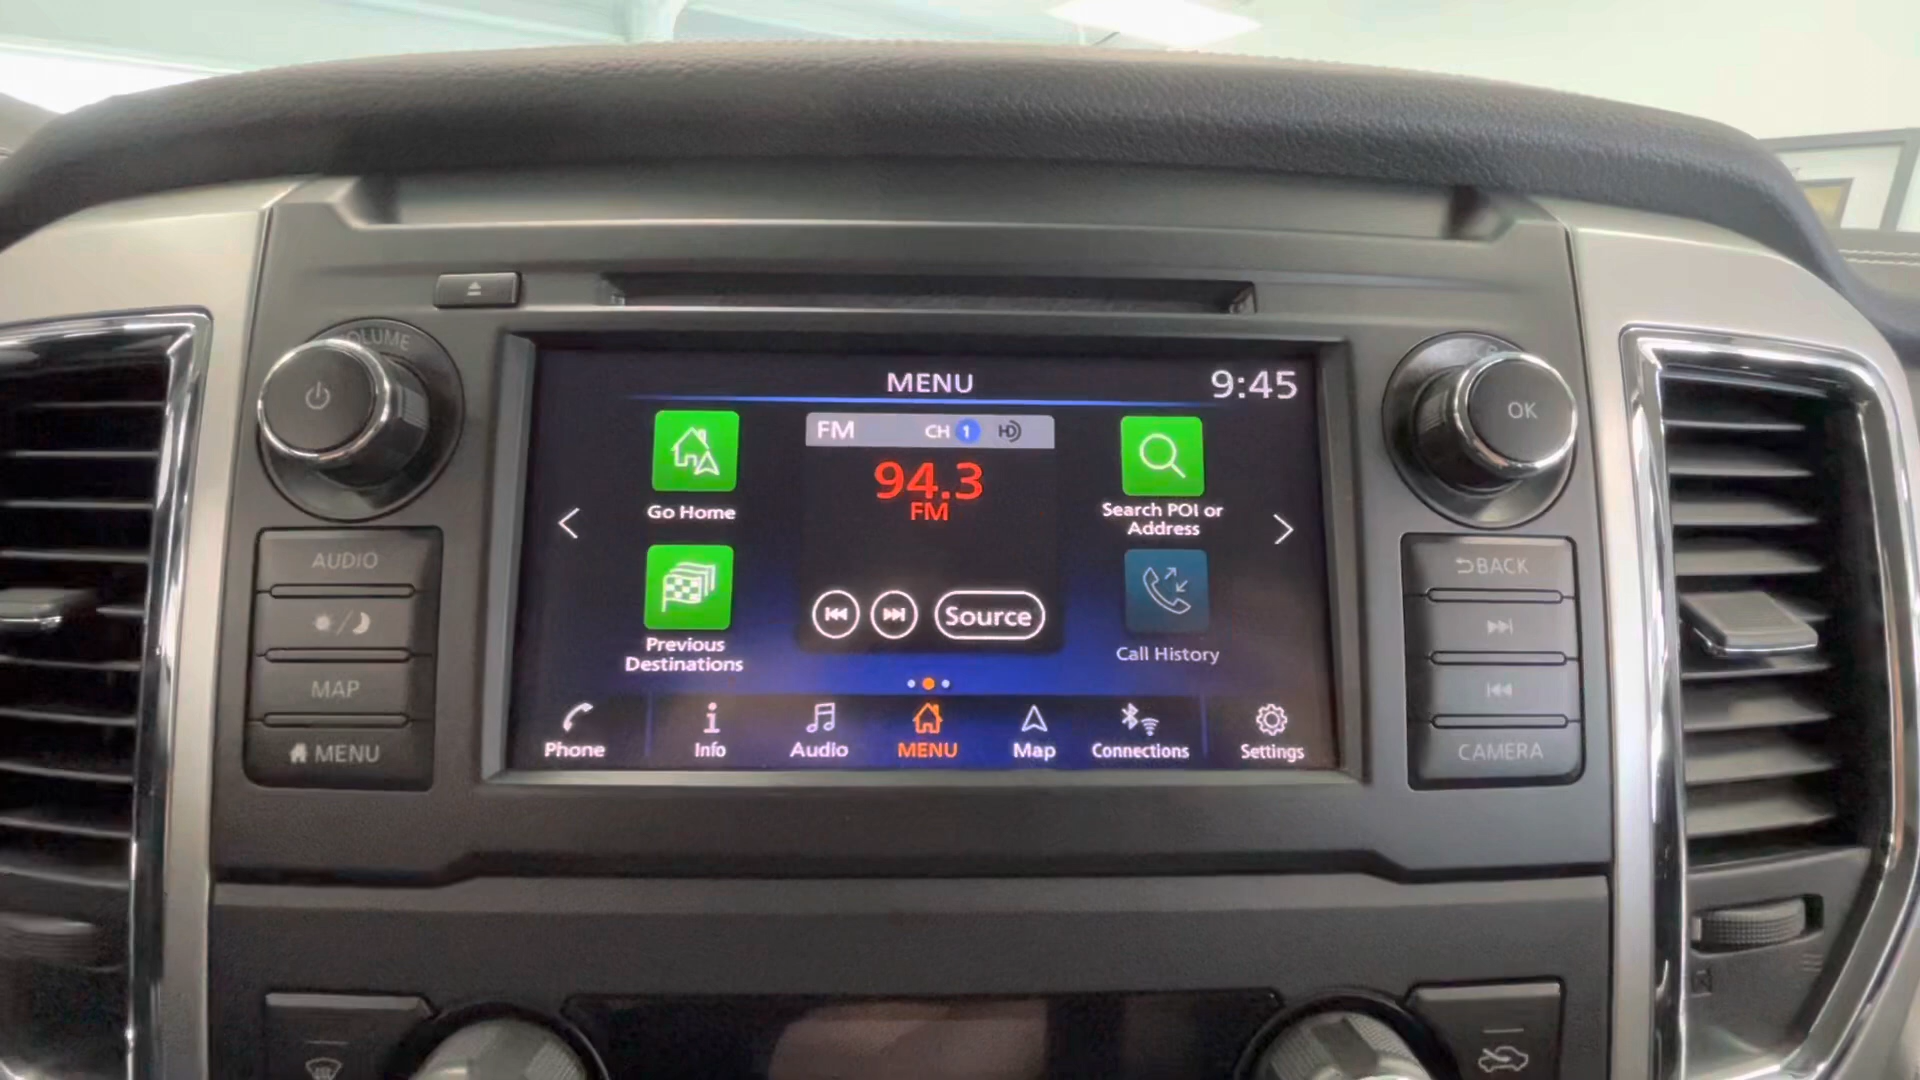 VOLUME
MENU
9:45
FM CH 1 HD
94.3
FM
Go Home
Search POI or
Address
Previous
Destinations
Source
Call History
Phone
Info
Audio
MENU
Map
Connections
Settings
AUDIO
MAP
MENU
OK
BACK
CAMERA